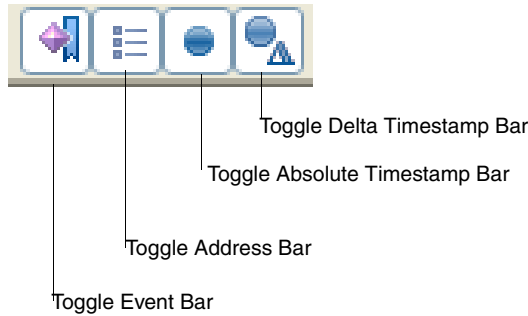 Toggle Delta Timestamp Bar
Toggle Absolute Timestamp Bar
Toggle Address Bar
Toggle Event Bar